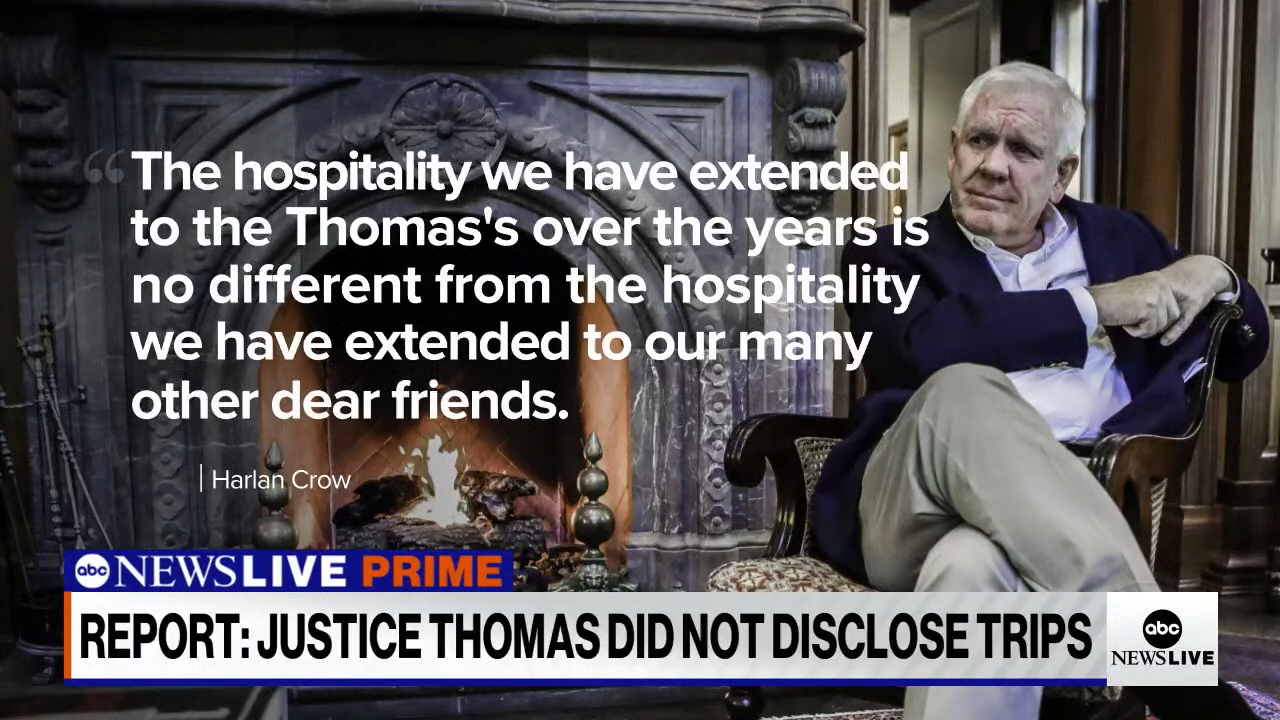 “The hospitality we have extended
to the Thomas's over the years is
no different from the hospitality
we have extended to our many
other dear friends.
| Harlan Crow
abc NEWS LIVE PRIME
REPORT: JUSTICE THOMAS DID NOT DISCLOSE TRIPS
abc
NEWS LIVE